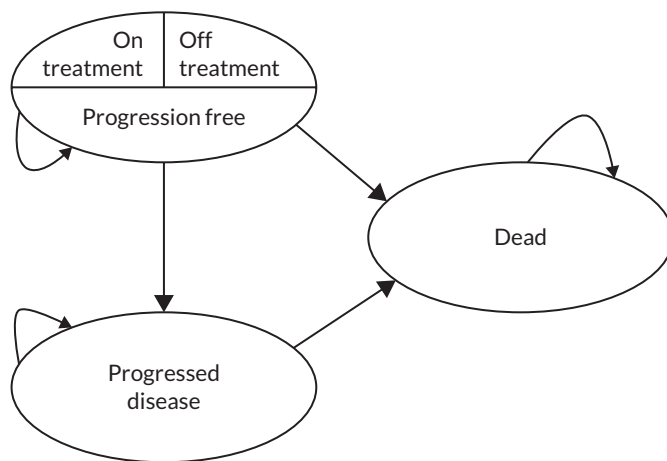 On
treatment
Off
treatment
Progression free
Dead
Progressed
disease